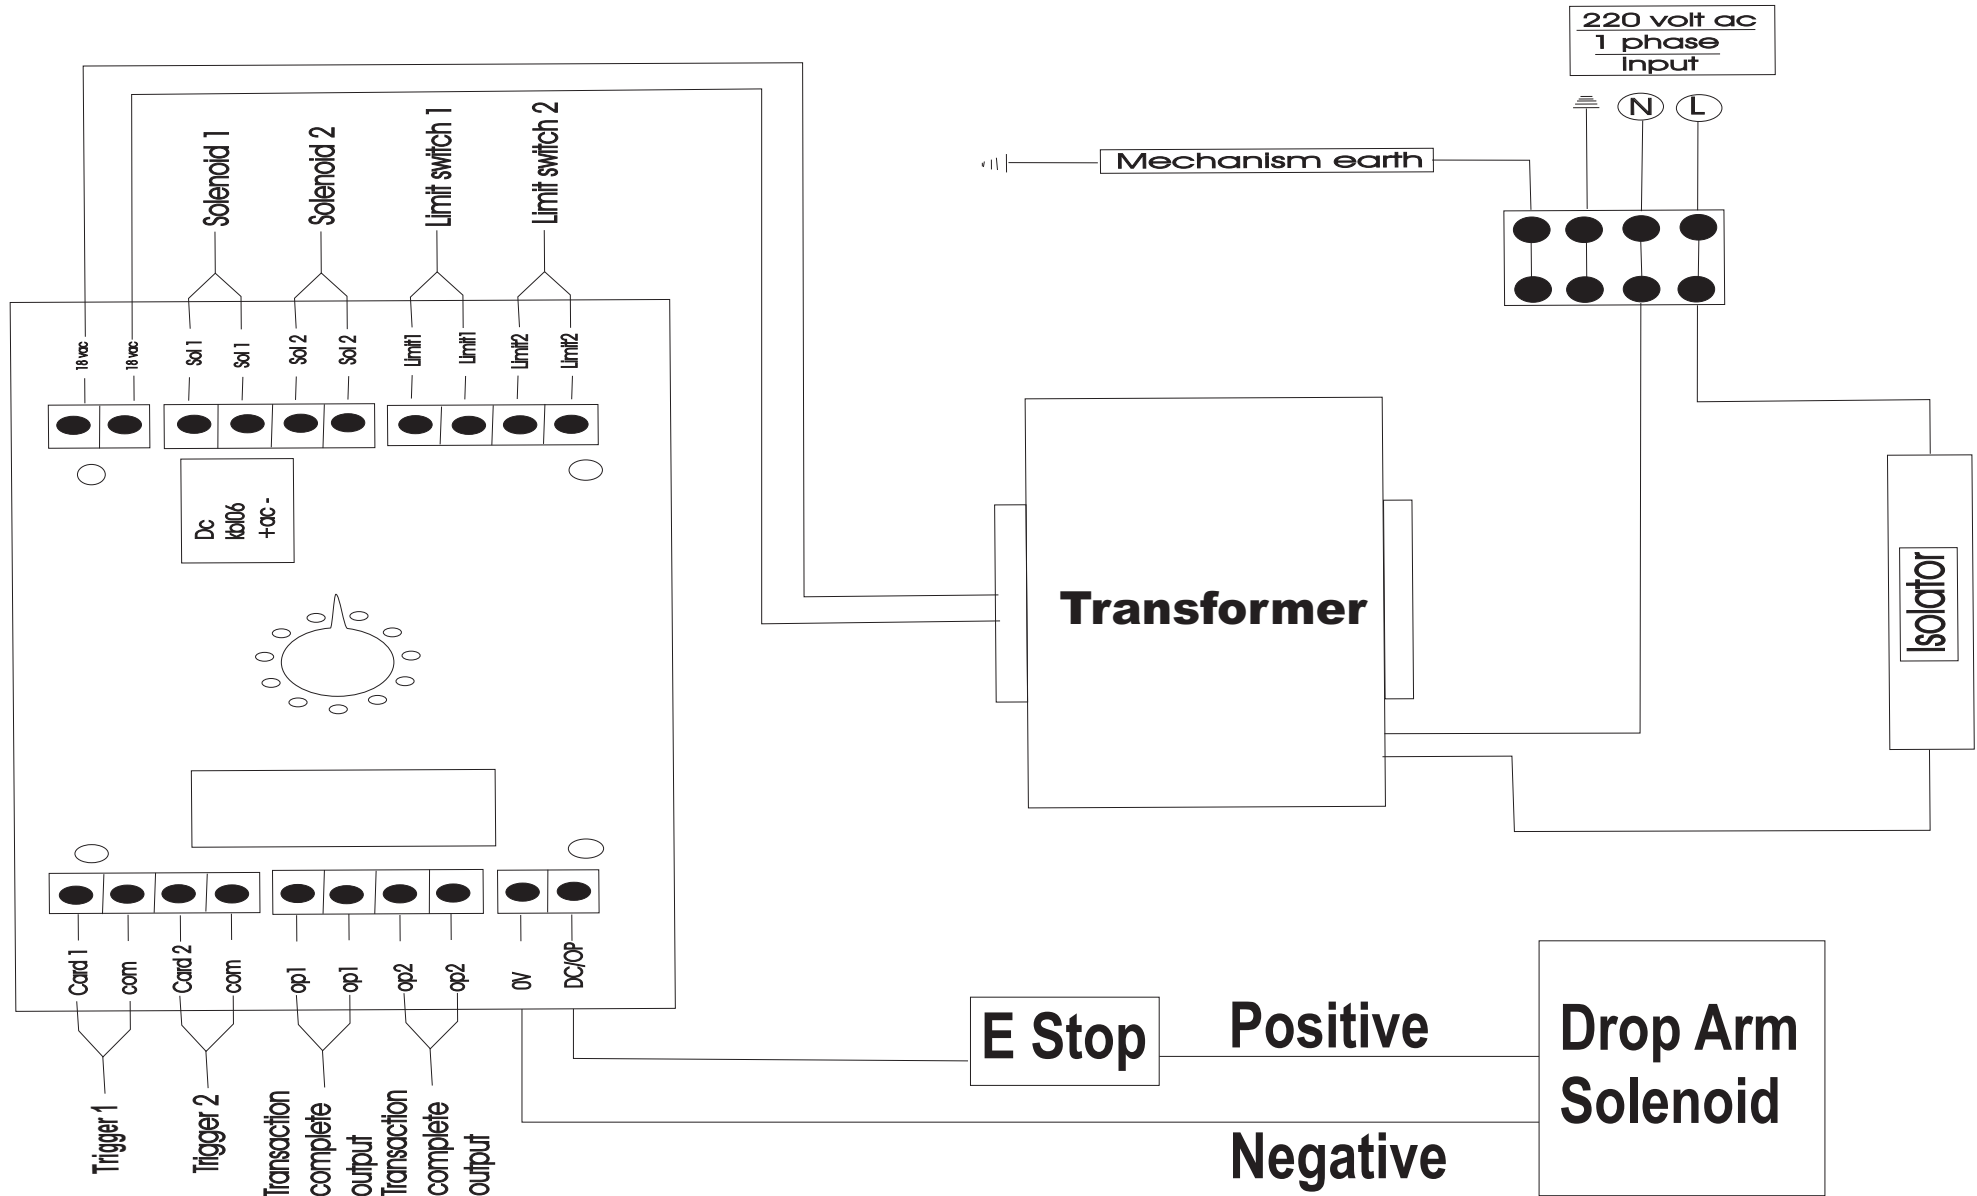 220 volt ac
1 phase
input
N
L
Mechanism earth
Solenoid 1
Solenoid 2
Limit switch 1
Limit switch 2
18 vac
18 vac
Sol 1
Sol 1
Sol 2
Sol 2
Limit1
Limit1
Limit2
Limit2
Dc
kbl06
+ac -
Transformer
Isolator
Card 1
com
Card 2
com
op1
op1
op2
op2
0V
DC/OP
Trigger 1
Trigger 2
Transaction
complete
output
Transaction
complete
output
E Stop
Positive
Negative
Drop Arm
Solenoid